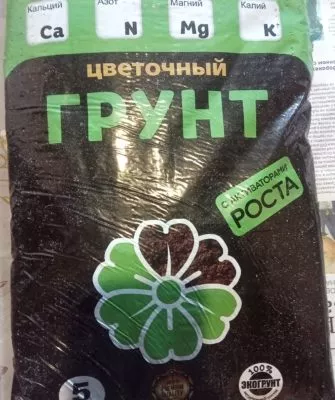 Кальций Азот Магний Калий
Ca N Mg K
ЦВЕТОЧНЫЙ
ГРУНТ
С АКТИВАТОРАМИ
РОСТА
100%
ЭКОГРУНТ
5